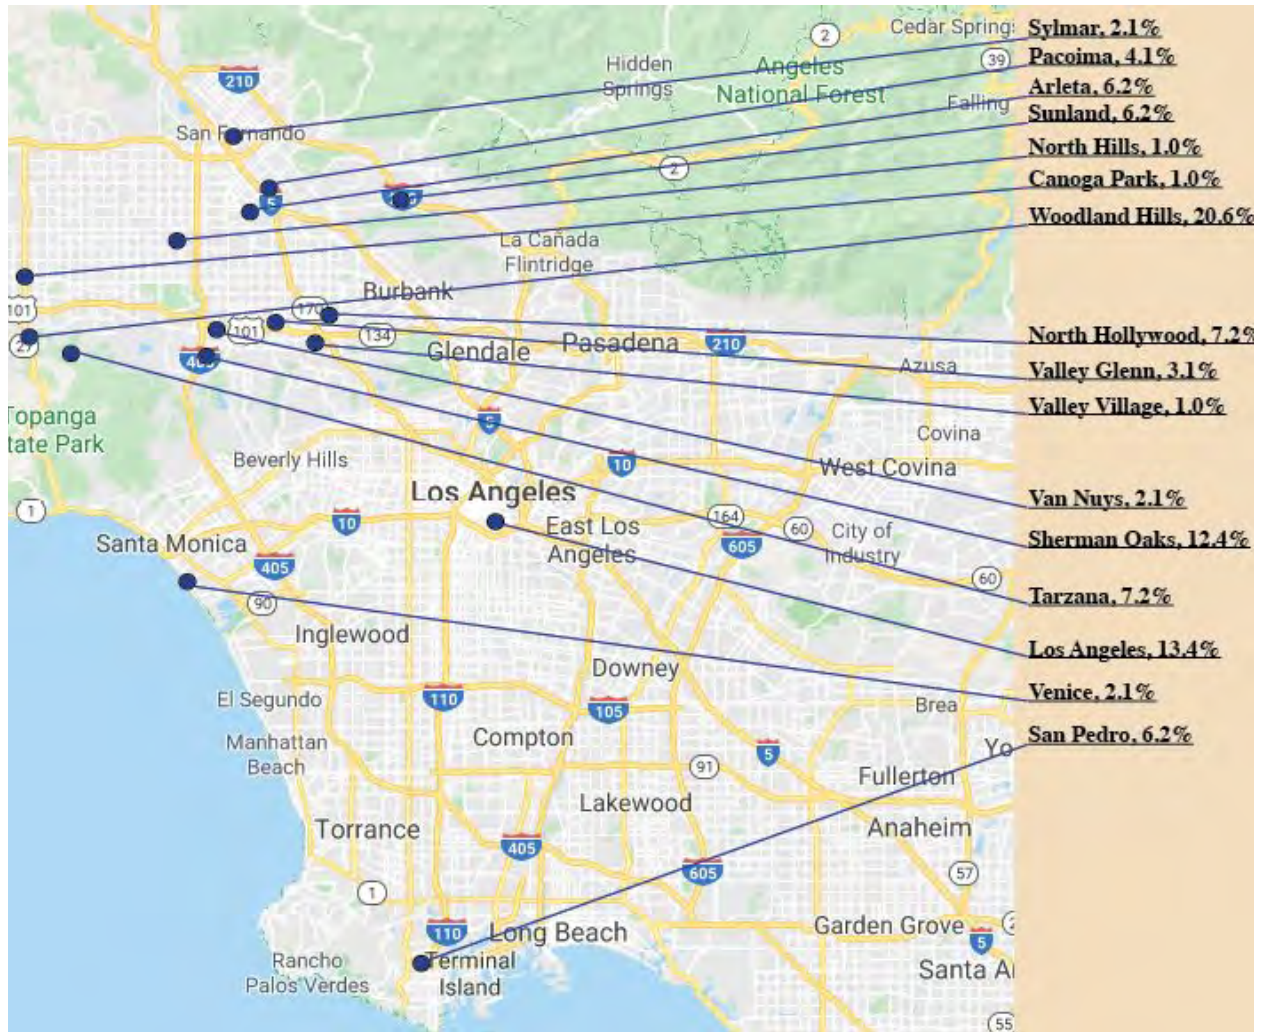 Cedar Spring
Sylmar, 2.1%
2
39
Hidden
Springs
Angeles
National Forest
Pacoima, 4.1%
Arleta, 6.2%
210
Falling
Sunland, 6.2%
San Fernando
North Hills, 1.0%
2
Canoga Park, 1.0%
5
Woodland Hills, 20.6%
La Cañada
Flintridge
Burbank
101
170
101
134
North Hollywood, 7.2%
27
405
Glendale
Pasadena
210
Azusa
Valley Glenn, 3.1%
Topanga
tate Park
5
Valley Village, 1.0%
Covina
Beverly Hills
10
West Covina
Los Angeles
Van Nuys, 2.1%
1
10
East Los
Angeles
164
60
City of
Industry
Santa Monica
605
Sherman Oaks, 12.4%
405
60
90
Tarzana, 7.2%
Inglewood
Los Angeles, 13.4%
Downey
El Segundo
110
105
Brea
Venice, 2.1%
Manhattan
Beach
Compton
5
Yo
San Pedro, 6.2%
91
Fullerton
Lakewood
Torrance
405
Anaheim
605
57
1
110
Long Beach
Garden Grove
5
2
Rancho
Palos Verdes
Terminal
Island
Santa A
55